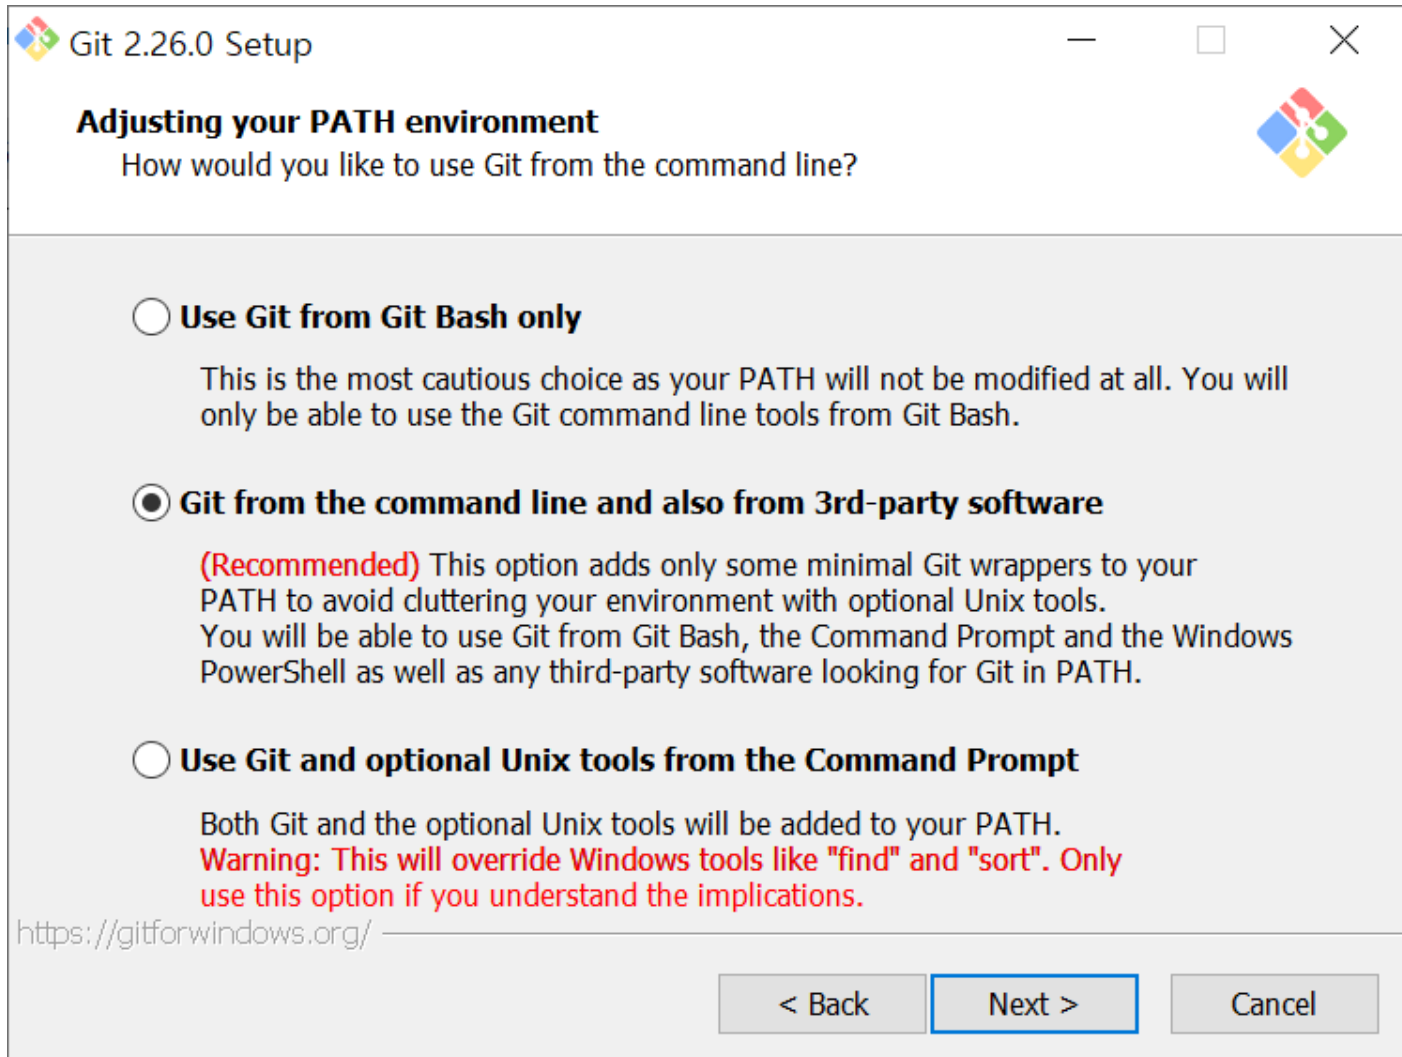 Git 2.26.0 Setup
Adjusting your PATH environment
How would you like to use Git from the command line?
Use Git from Git Bash only
This is the most cautious choice as your PATH will not be modified at all. You will
only be able to use the Git command line tools from Git Bash.
Git from the command line and also from 3rd-party software
(Recommended) This option adds only some minimal Git wrappers to your
PATH to avoid cluttering your environment with optional Unix tools.
You will be able to use Git from Git Bash, the Command Prompt and the Windows
PowerShell as well as any third-party software looking for Git in PATH.
Use Git and optional Unix tools from the Command Prompt
Both Git and the optional Unix tools will be added to your PATH.
Warning: This will override Windows tools like "find" and "sort". Only
use this option if you understand the implications.
https://gitforwindows.org/
< Back Next > Cancel